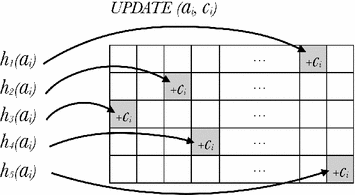 UPDATE (aᵢ, cᵢ)
h₁(aᵢ) +cᵢ
...
h₂(aᵢ) +cᵢ
...
h₃(aᵢ) +cᵢ
...
h₄(aᵢ) +cᵢ
...
h₅(aᵢ) +cᵢ
...